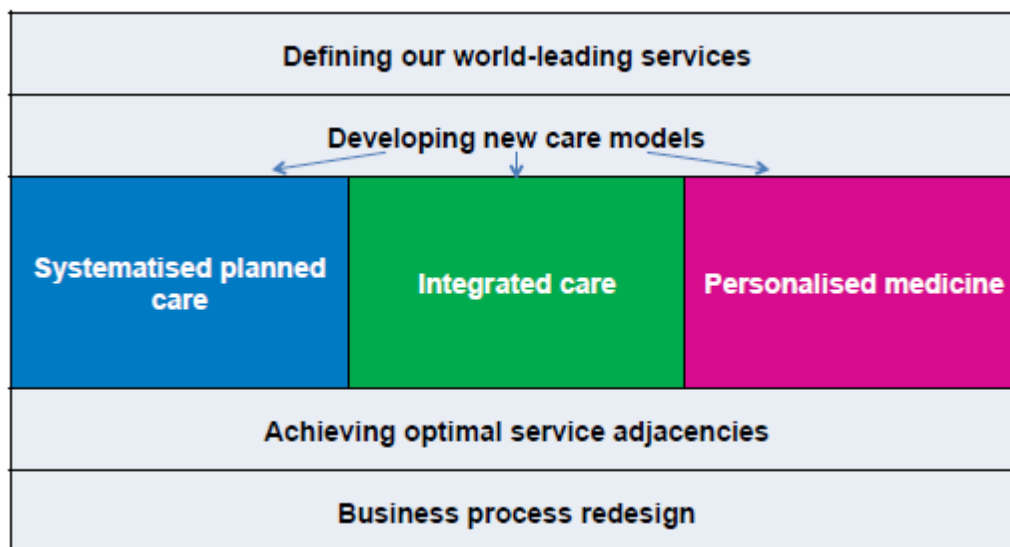 Defining our world-leading services
Developing new care models
Systematised planned
care
Integrated care
Personalised medicine
Achieving optimal service adjacencies
Business process redesign